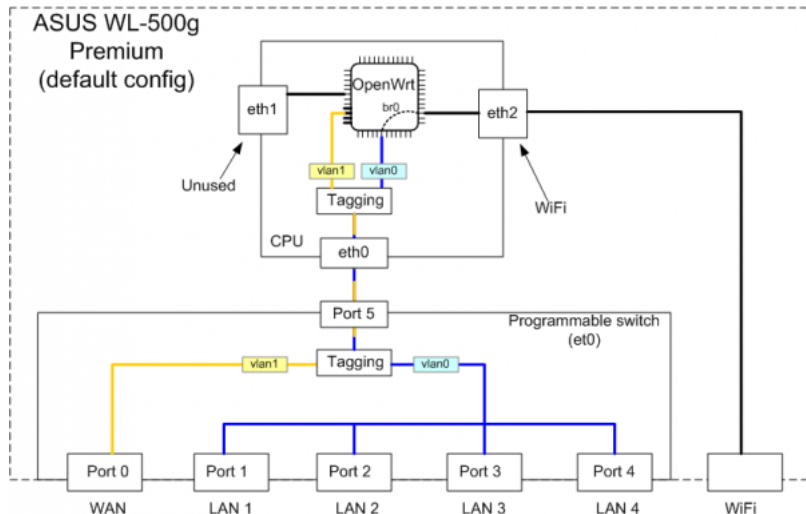 ASUS WL-500g
Premium
(default config)
OpenWrt
br0
eth1
eth2
vlan1
vlan0
Unused
Tagging
WiFi
CPU
eth0
Port 5
Programmable switch
(et0)
vlan1
Tagging
vlan0
Port 0
Port 1
Port 2
Port 3
Port 4
WAN
LAN 1
LAN 2
LAN 3
LAN 4
WiFi